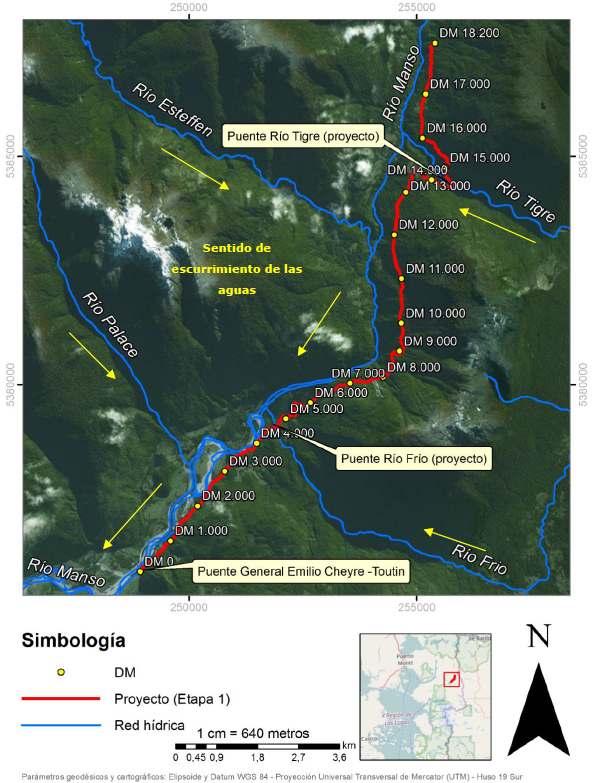 250000
255000
DM 18.200
Río Manso
DM 17.000
Río Esteffen
Puente Río Tigre (proyecto)
DM 16.000
5385000
5385000
DM 15.000
DM 14.000
DM 13.000
Río Tigre
DM 12.000
Sentido de
escurrimiento de las
aguas
DM 11.000
Río Palace
DM 10.000
DM 9.000
DM 8.000
DM 7.000
5380000
5380000
DM 6.000
DM 5.000
DM 4.000
Puente Río Frío (proyecto)
DM 3.000
DM 2.000
DM 1.000
Río Frío
DM 0
Puente General Emilio Cheyre -Toutin
Río Manso
250000
255000
Simbología
DM
Proyecto (Etapa 1)
Red hídrica
1 cm = 640 metros
km
0 0,45 0,9 1,8 2,7 3,6
Puerto
Montt
X Región de
Los Lagos
Castro
N
Parámetros geodésicos y cartográficos: Elipsoide y Datum WGS 84 - Proyección Universal Transversal de Mercator (UTM) - Huso 19 Sur